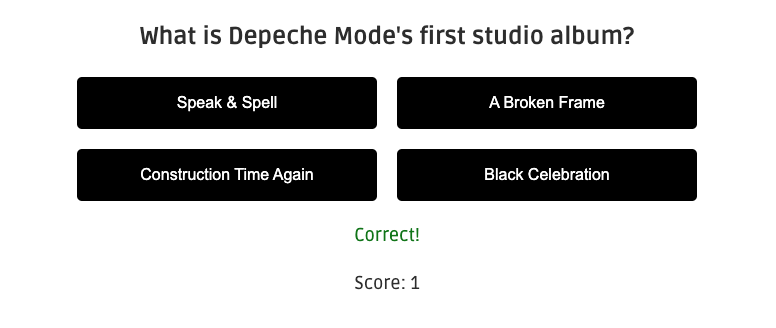 What is Depeche Mode's first studio album?
Speak & Spell
A Broken Frame
Construction Time Again
Black Celebration
Correct!
Score: 1